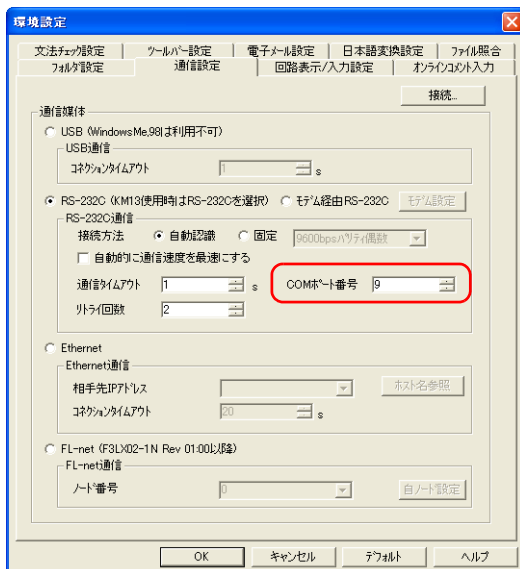 環境設定
文法チェック設定 ツールバー設定 電子メール設定 日本語変換設定 ファイル照合
フォルダ設定 通信設定 回路表示/入力設定 オンラインコメント入力
接続...
通信媒体
USB (WindowsMe,98は利用不可)
USB通信
コネクションタイムアウト 1 s
RS-232C (KM13使用時はRS-232Cを選択) モデム経由RS-232C モデム設定
RS-232C通信
接続方法 自動認識 固定 9600bpsパリティ偶数
自動的に通信速度を最速にする
通信タイムアウト 1 s COMポート番号 9
リトライ回数 2
Ethernet
Ethernet通信
相手先IPアドレス ホスト名参照
コネクションタイムアウト 20 s
FL-net (F3LX02-1N Rev 01:00以降)
FL-net通信
ノード番号 0 自ノード設定
OK キャンセル デフォルト ヘルプ